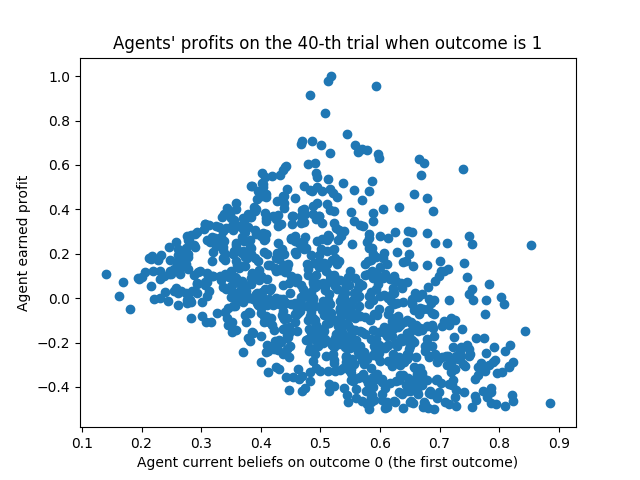 Agents' profits on the 40-th trial when outcome is 1
1.0
0.8
0.6
0.4
0.2
0.0
−0.2
−0.4
Agent earned profit
0.1 0.2 0.3 0.4 0.5 0.6 0.7 0.8 0.9
Agent current beliefs on outcome 0 (the first outcome)